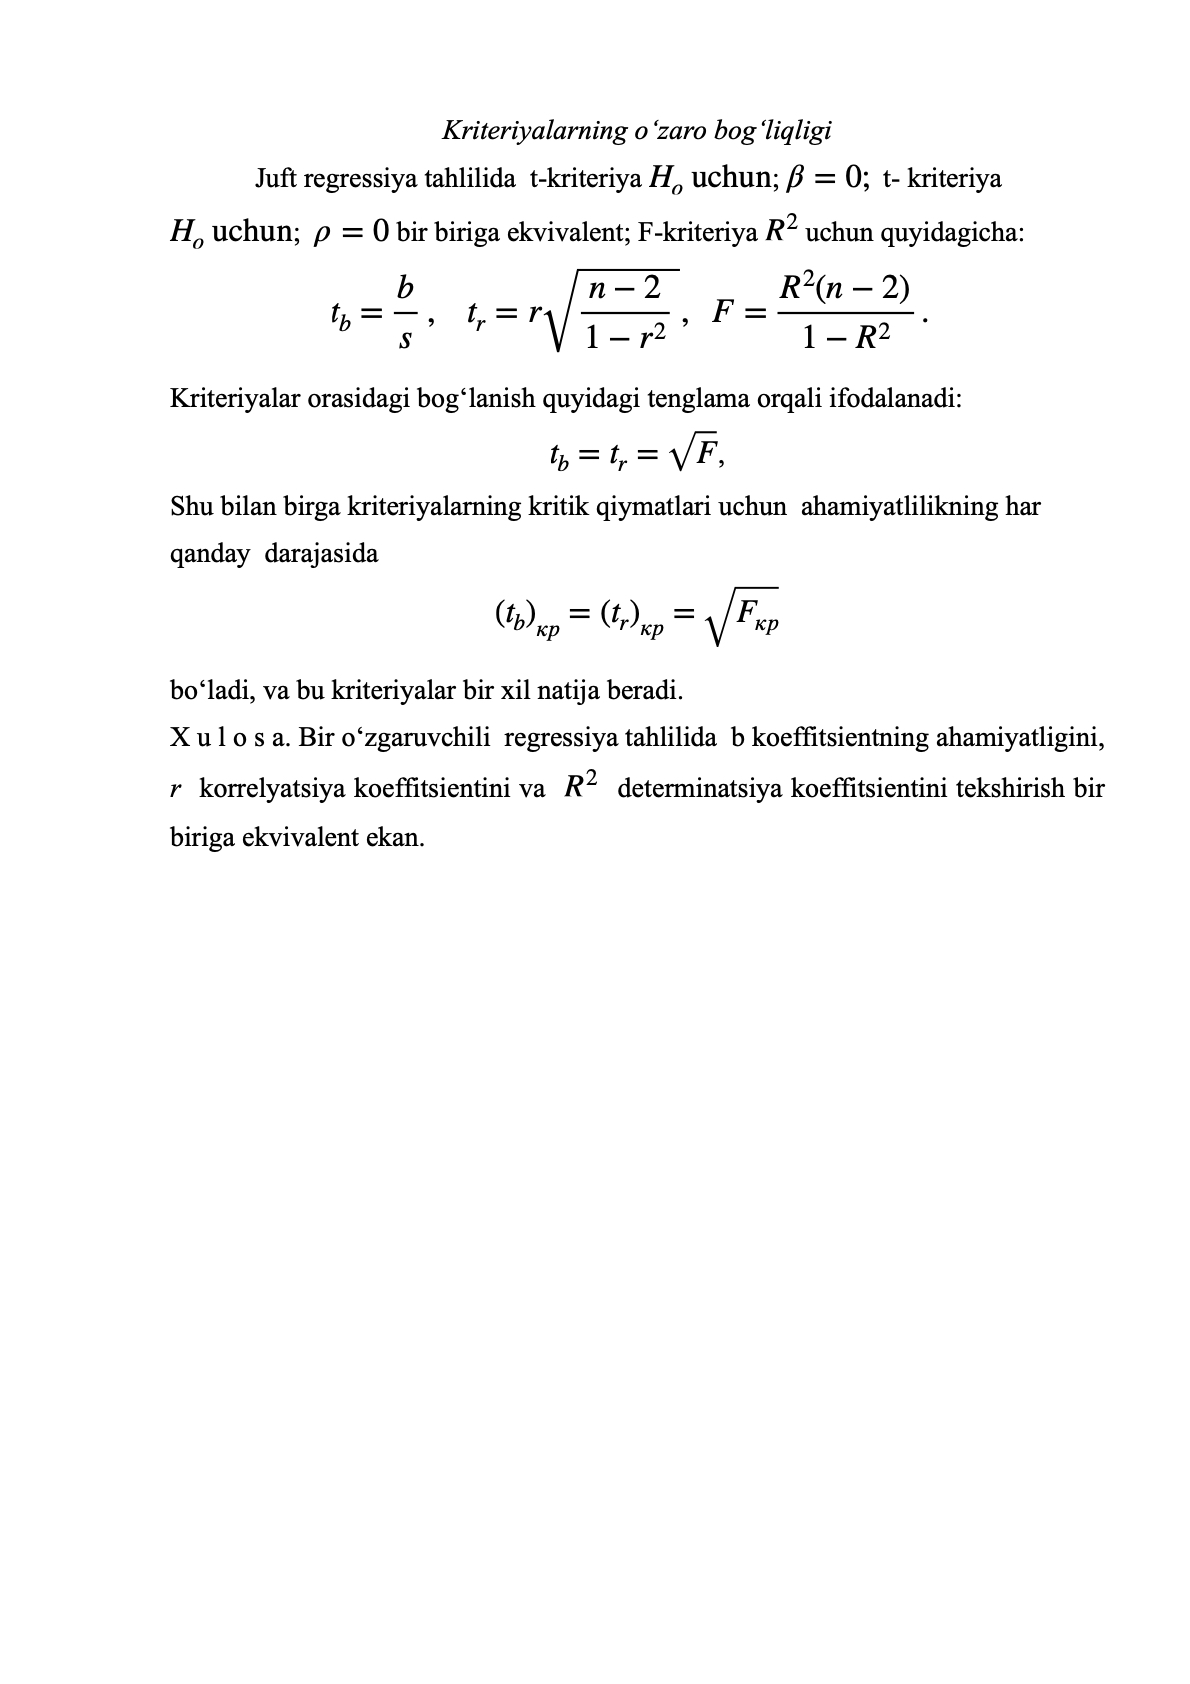 Kriteriyalarning o‘zaro bog‘liqligi
Juft regressiya tahlilida t-kriteriya $H_o$ uchun; $\beta = 0$; t- kriteriya
$H_o$ uchun; $\rho = 0$ bir biriga ekvivalent; F-kriteriya $R^2$ uchun quyidagicha:
$t_b = \frac{b}{s}$, $t_r = r\sqrt{\frac{n-2}{1-r^2}}$, $F = \frac{R^2(n-2)}{1-R^2}$.
Kriteriyalar orasidagi bog‘lanish quyidagi tenglama orqali ifodalanadi:
$t_b = t_r = \sqrt{F}$,
Shu bilan birga kriteriyalarning kritik qiymatlari uchun ahamiyatlilikning har
qanday darajasida
$(t_b)_{кр} = (t_r)_{кр} = \sqrt{F_{кр}}$
bo‘ladi, va bu kriteriyalar bir xil natija beradi.
X u l o s a. Bir o‘zgaruvchili regressiya tahlilida b koeffitsientning ahamiyatligini,
r korrelyatsiya koeffitsientini va $R^2$ determinatsiya koeffitsientini tekshirish bir
biriga ekvivalent ekan.